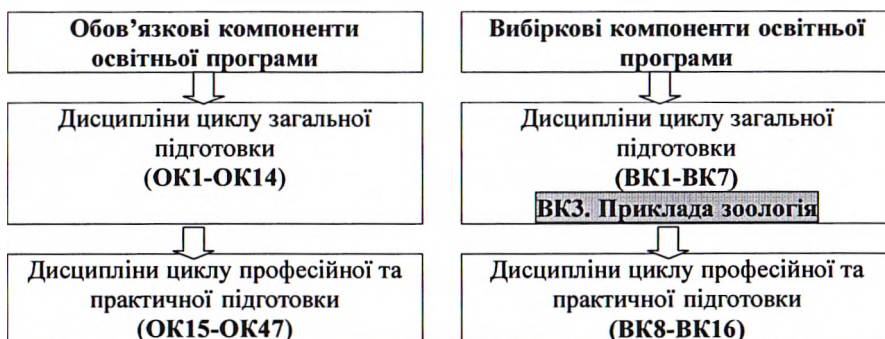 Обов’язкові компоненти
освітньої програми
Дисципліни циклу загальної
підготовки
(ОК1-ОК14)
Дисципліни циклу професійної та
практичної підготовки
(ОК15-ОК47)
Вибіркові компоненти освітньої
програми
Дисципліни циклу загальної
підготовки
(ВК1-ВК7)
ВК3. Приклада зоологія
Дисципліни циклу професійної та
практичної підготовки
(ВК8-ВК16)